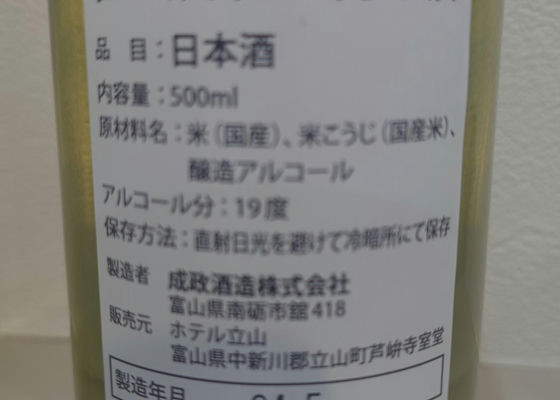 品　目：日本酒
内容量：500ml
原材料名：米（国産）、米こうじ（国産米）、
醸造アルコール
アルコール分：19度
保存方法：直射日光を避けて冷暗所にて保存
製造者　成政酒造株式会社
富山県南砺市舘418
販売元　ホテル立山
富山県中新川郡立山町芦峅寺室堂
製造年月